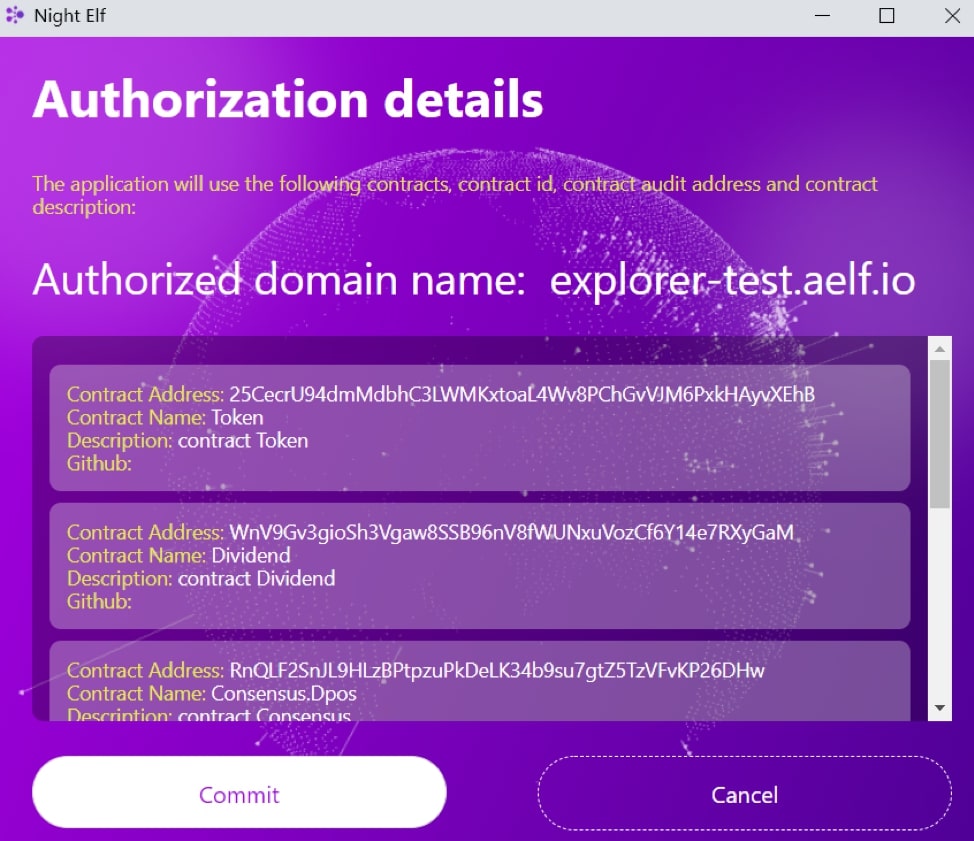 Night Elf
Authorization details
The application will use the following contracts, contract id, contract audit address and contract
description:
Authorized domain name: explorer-test.aelf.io
Contract Address: 25CecrU94dmMdbhC3LWMKxtoaL4Wv8PChGvVJM6PxkHAyvXEhB
Contract Name: Token
Description: contract Token
Github:
Contract Address: WnV9Gv3gioSh3Vgaw8SSB96nV8fWUNxuVozCf6Y14e7RXyGaM
Contract Name: Dividend
Description: contract Dividend
Github:
Contract Address: RnQLF2SnJL9HLzBPtpzuPkDeLK34b9su7gtZ5TzVFvKP26DHw
Contract Name: Consensus.Dpos
Description: contract Consensus
Commit
Cancel